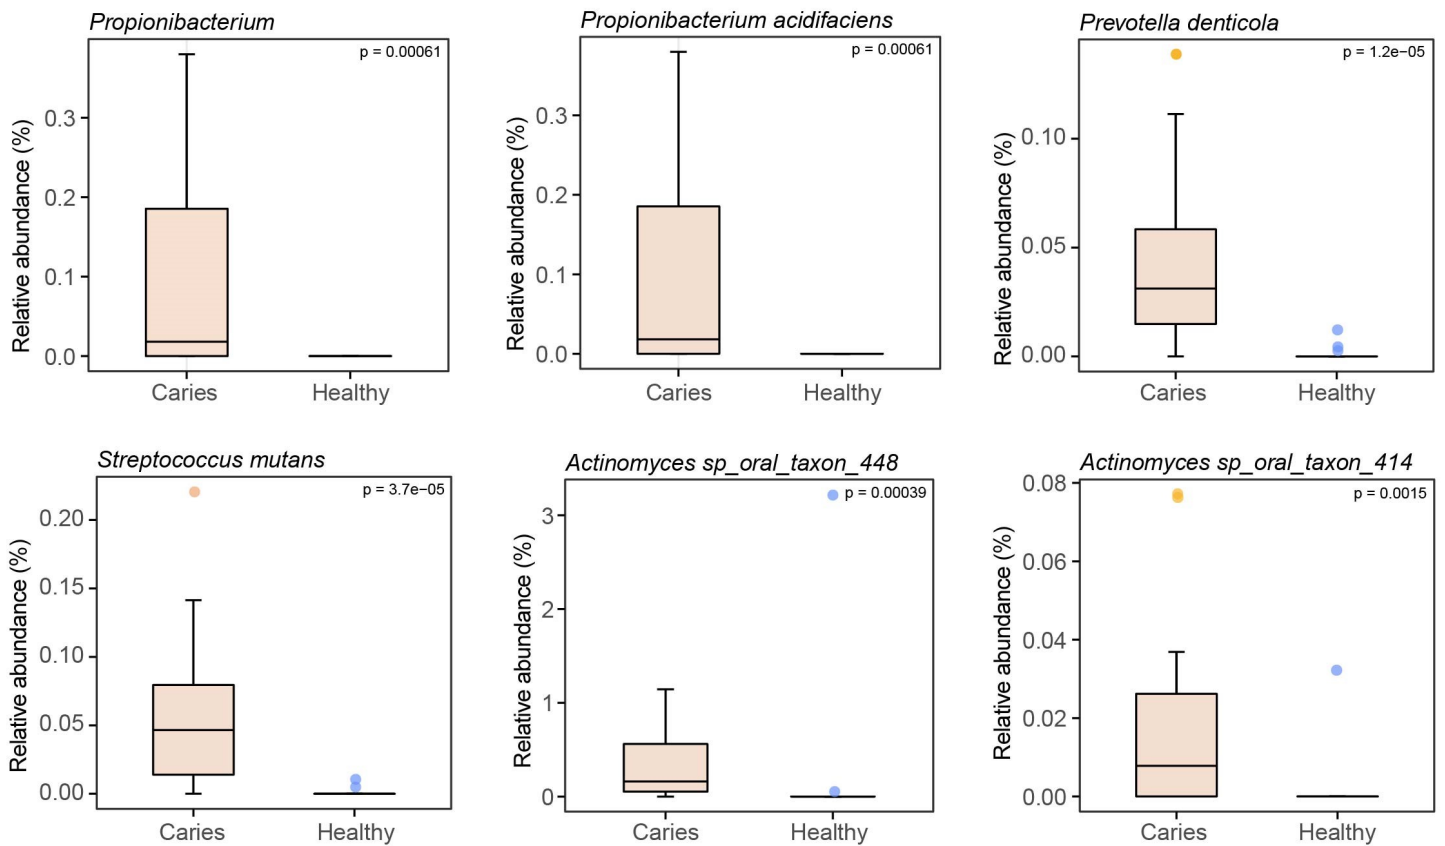 Propionibacterium
p = 0.00061
Relative abundance (%)
0.3
0.2
0.1
0.0
Caries Healthy
Propionibacterium acidifaciens
p = 0.00061
Relative abundance (%)
0.3
0.2
0.1
0.0
Caries Healthy
Prevotella denticola
p = 1.2e−05
Relative abundance (%)
0.10
0.05
0.00
Caries Healthy
Streptococcus mutans
p = 3.7e−05
Relative abundance (%)
0.20
0.15
0.10
0.05
0.00
Caries Healthy
Actinomyces sp_oral_taxon_448
p = 0.00039
Relative abundance (%)
3
2
1
0
Caries Healthy
Actinomyces sp_oral_taxon_414
p = 0.0015
Relative abundance (%)
0.08
0.06
0.04
0.02
0.00
Caries Healthy